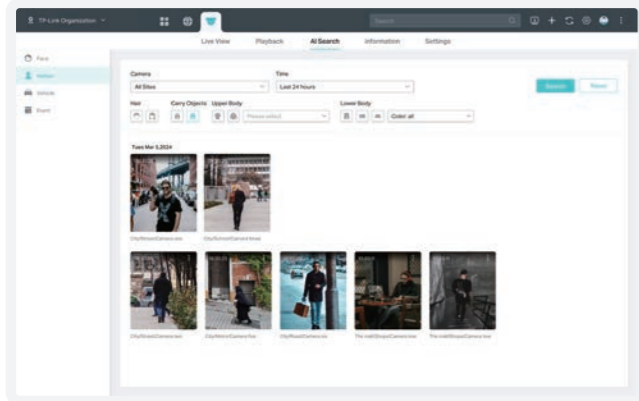 TP-Link Organization
Search
Live View
Playback
AI Search
Information
Settings
Face
Human
Vehicle
Event
Camera
Time
All Sites
Last 24 hours
Search
Reset
Hair
Carry Objects
Upper Body
Lower Body
Please select
Color: all
Tues Mar 5,2024